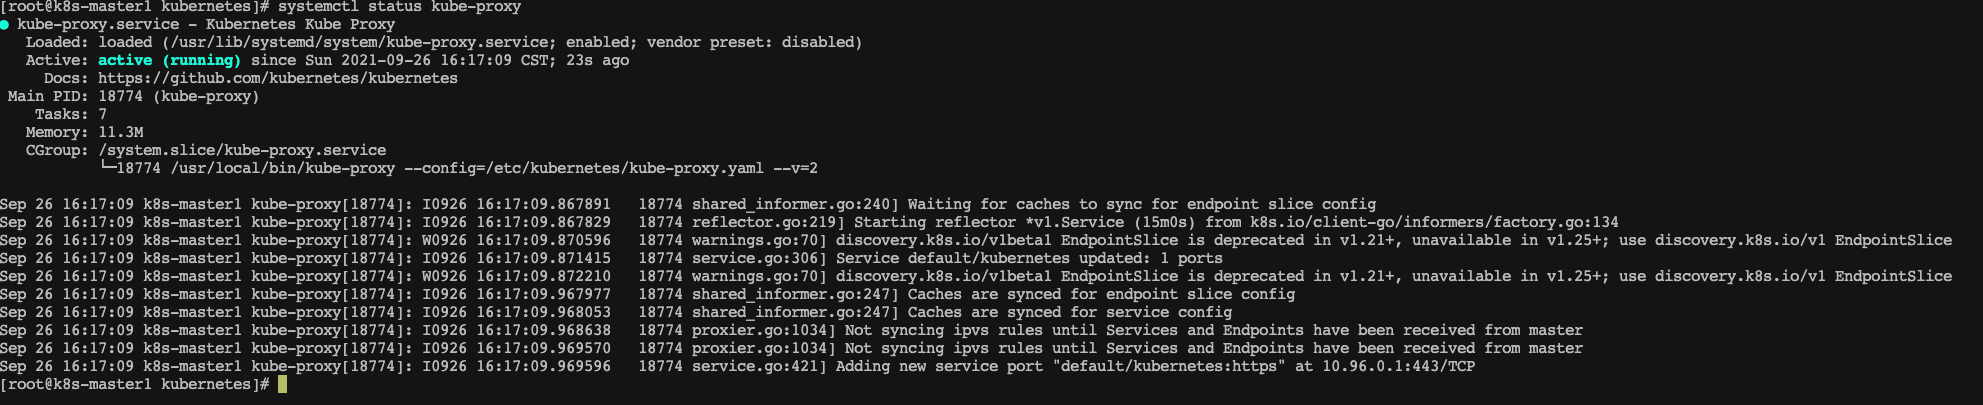 [root@k8s-master1 kubernetes]# systemctl status kube-proxy
● kube-proxy.service - Kubernetes Kube Proxy
   Loaded: loaded (/usr/lib/systemd/system/kube-proxy.service; enabled; vendor preset: disabled)
   Active: active (running) since Sun 2021-09-26 16:17:09 CST; 23s ago
     Docs: https://github.com/kubernetes/kubernetes
 Main PID: 18774 (kube-proxy)
    Tasks: 7
   Memory: 11.3M
   CGroup: /system.slice/kube-proxy.service
           └─18774 /usr/local/bin/kube-proxy --config=/etc/kubernetes/kube-proxy.yaml --v=2
Sep 26 16:17:09 k8s-master1 kube-proxy[18774]: I0926 16:17:09.867891   18774 shared_informer.go:240] Waiting for caches to sync for endpoint slice config
Sep 26 16:17:09 k8s-master1 kube-proxy[18774]: I0926 16:17:09.867829   18774 reflector.go:219] Starting reflector *v1.Service (15m0s) from k8s.io/client-go/informers/factory.go:134
Sep 26 16:17:09 k8s-master1 kube-proxy[18774]: W0926 16:17:09.870596   18774 warnings.go:70] discovery.k8s.io/v1beta1 EndpointSlice is deprecated in v1.21+, unavailable in v1.25+; use discovery.k8s.io/v1 EndpointSlice
Sep 26 16:17:09 k8s-master1 kube-proxy[18774]: I0926 16:17:09.871415   18774 service.go:306] Service default/kubernetes updated: 1 ports
Sep 26 16:17:09 k8s-master1 kube-proxy[18774]: W0926 16:17:09.872210   18774 warnings.go:70] discovery.k8s.io/v1beta1 EndpointSlice is deprecated in v1.21+, unavailable in v1.25+; use discovery.k8s.io/v1 EndpointSlice
Sep 26 16:17:09 k8s-master1 kube-proxy[18774]: I0926 16:17:09.967977   18774 shared_informer.go:247] Caches are synced for endpoint slice config
Sep 26 16:17:09 k8s-master1 kube-proxy[18774]: I0926 16:17:09.968053   18774 shared_informer.go:247] Caches are synced for service config
Sep 26 16:17:09 k8s-master1 kube-proxy[18774]: I0926 16:17:09.968638   18774 proxier.go:1034] Not syncing ipvs rules until Services and Endpoints have been received from master
Sep 26 16:17:09 k8s-master1 kube-proxy[18774]: I0926 16:17:09.969570   18774 proxier.go:1034] Not syncing ipvs rules until Services and Endpoints have been received from master
Sep 26 16:17:09 k8s-master1 kube-proxy[18774]: I0926 16:17:09.969596   18774 service.go:421] Adding new service port "default/kubernetes:https" at 10.96.0.1:443/TCP
[root@k8s-master1 kubernetes]#